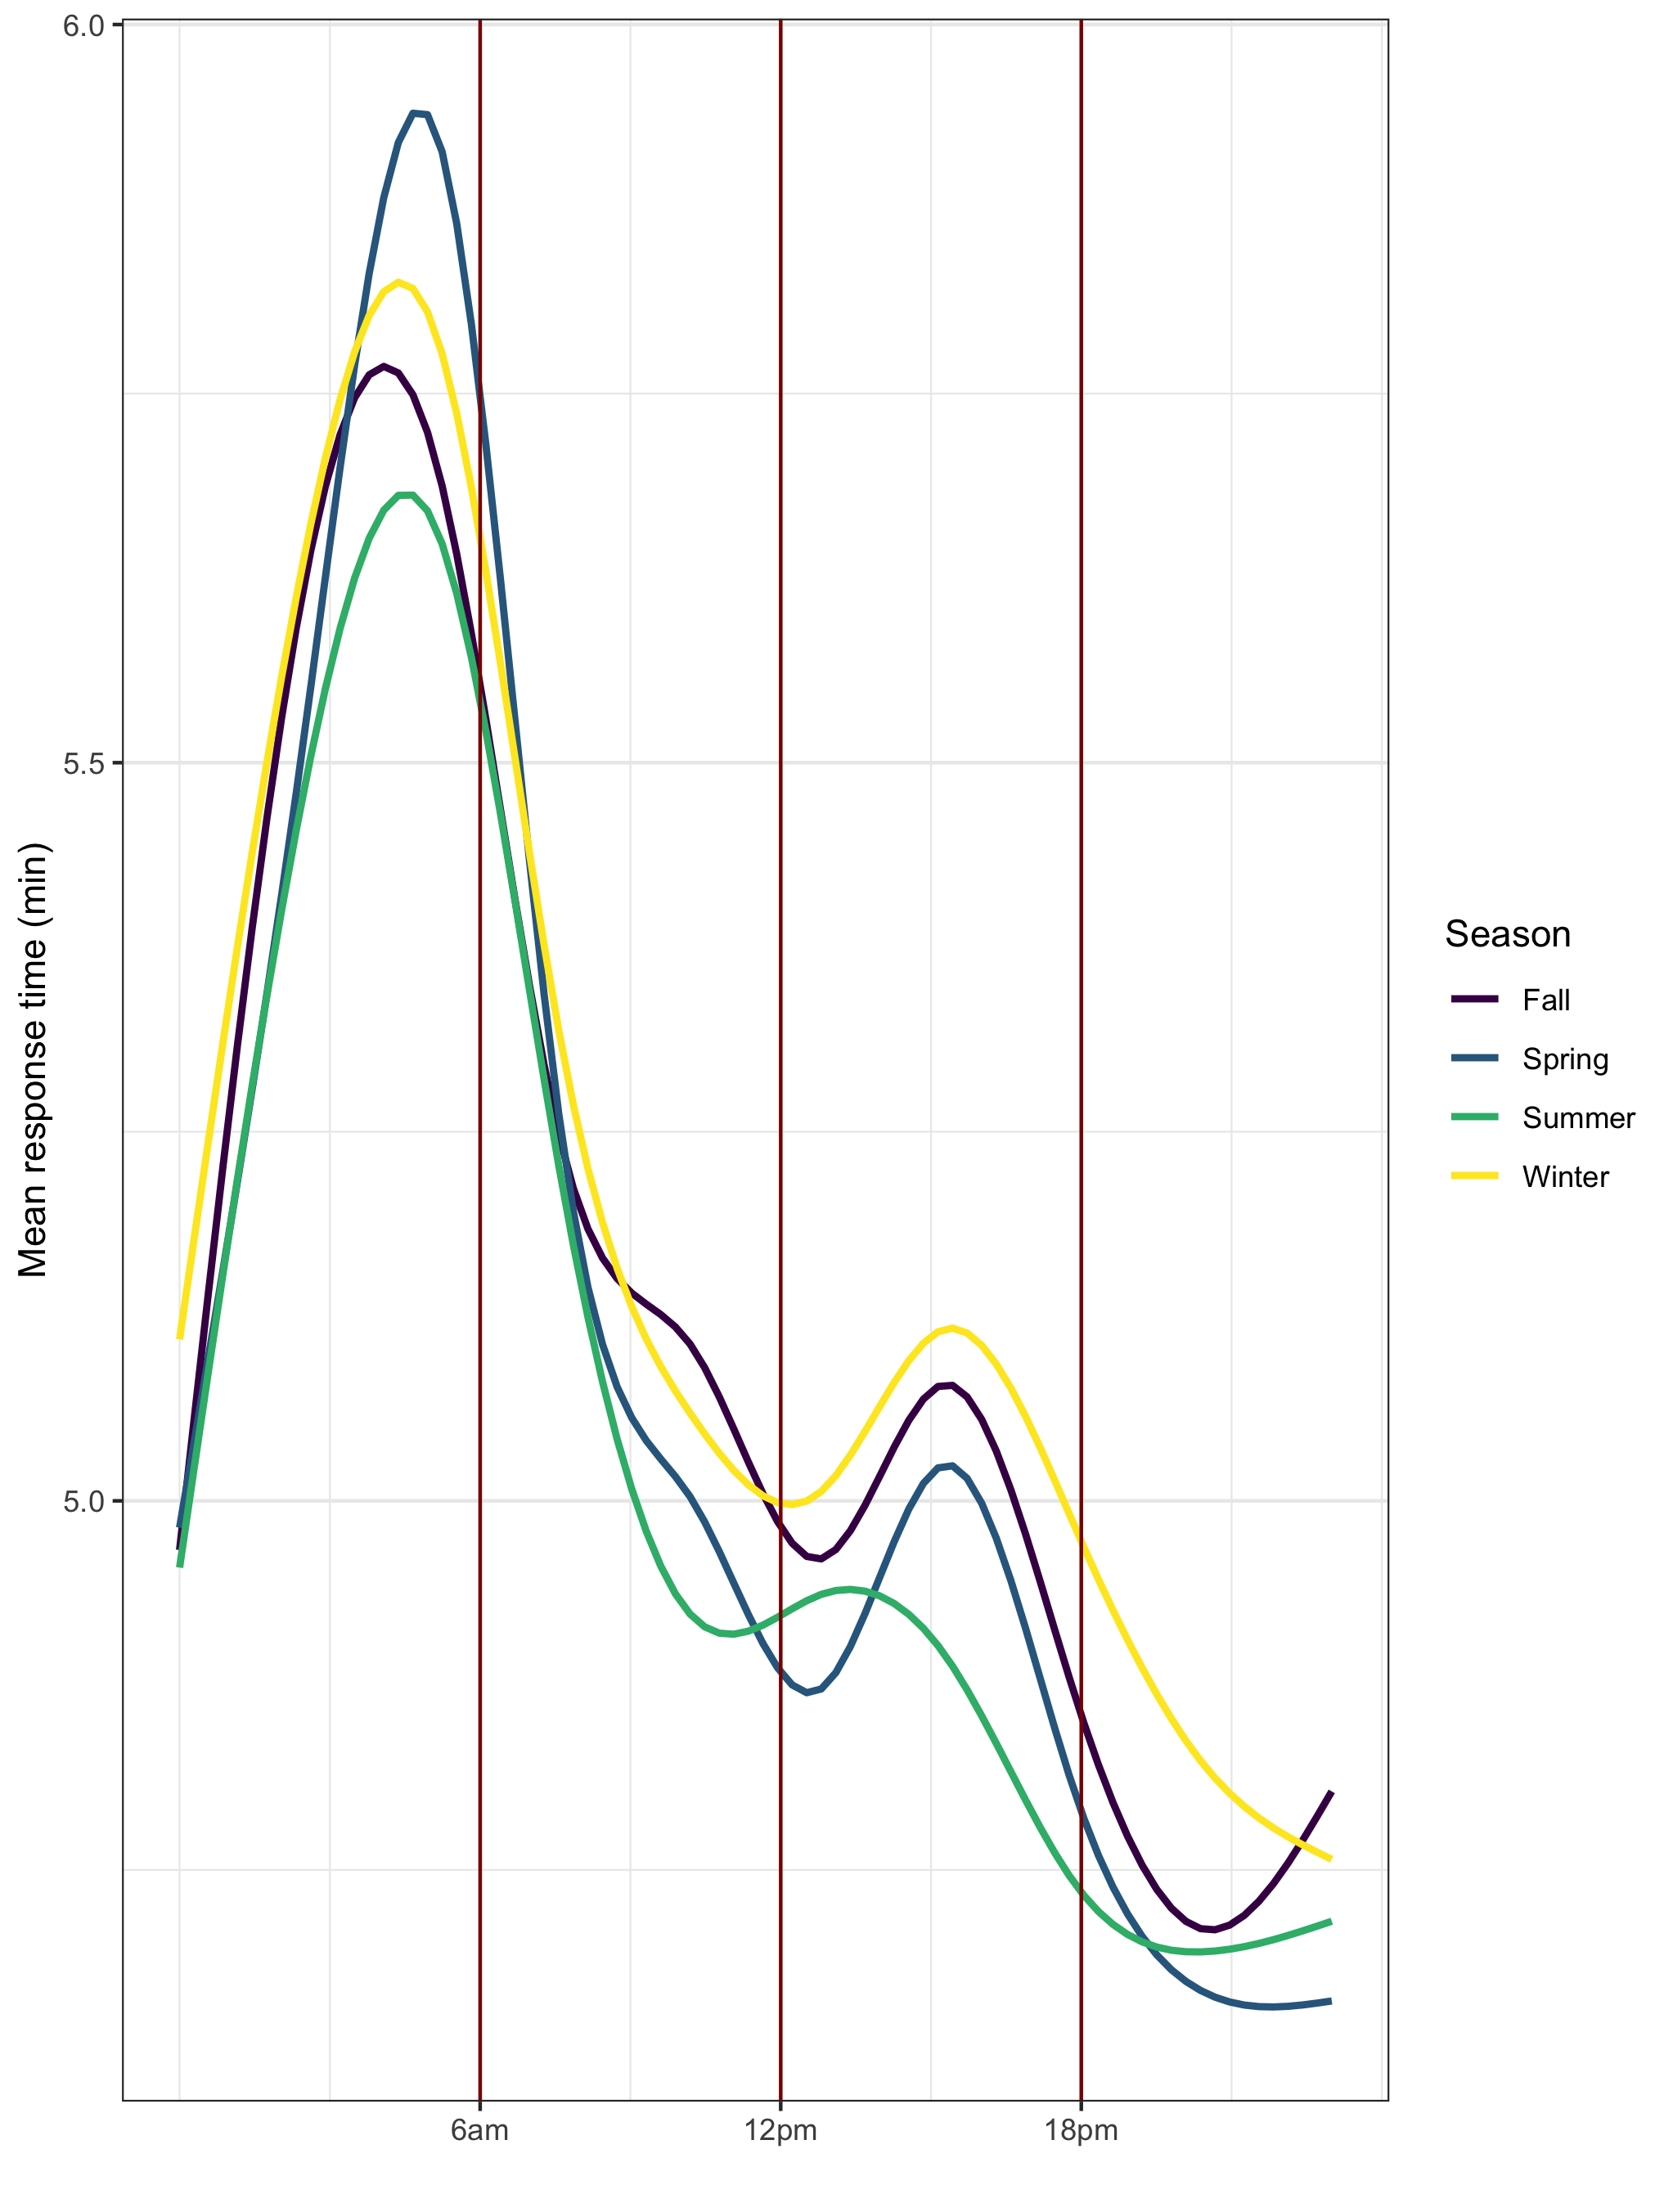 6.0
5.5
5.0
Mean response time (min)
6am
12pm
18pm
Season
Fall
Spring
Summer
Winter